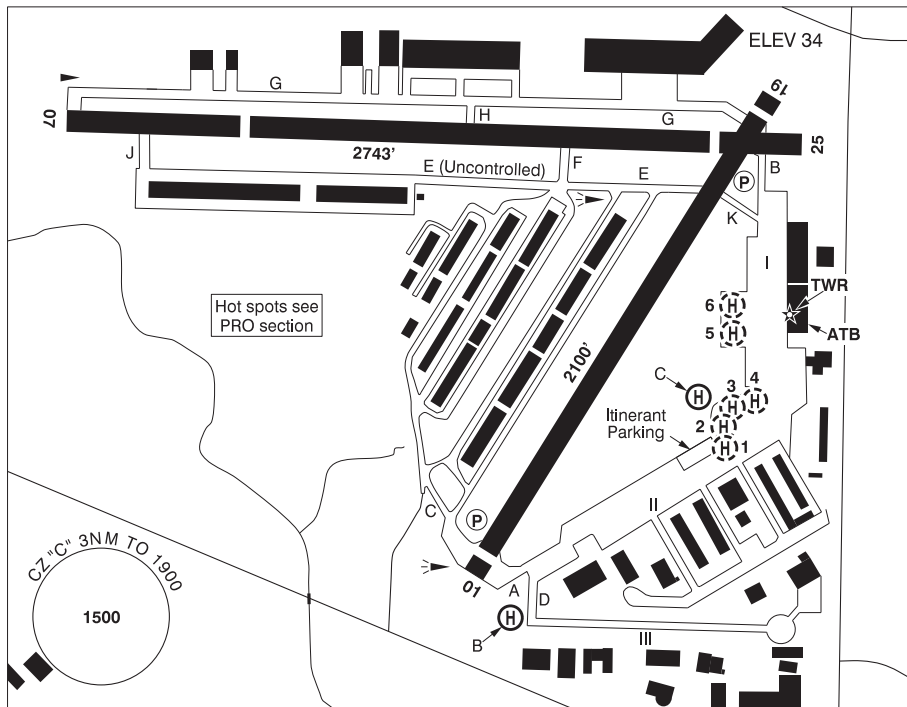 ELEV 34
G
19
07
H
G
25
J
2743'
E (Uncontrolled)
F
E
P
B
K
I
Hot spots see
PRO section
6 H
TWR
5 H
ATB
2100'
C H
3 4
H H
Itinerant
Parking
2 H
H 1
C
II
P
CZ "C" 3NM TO 1900
1500
01
A
D
H
B
III